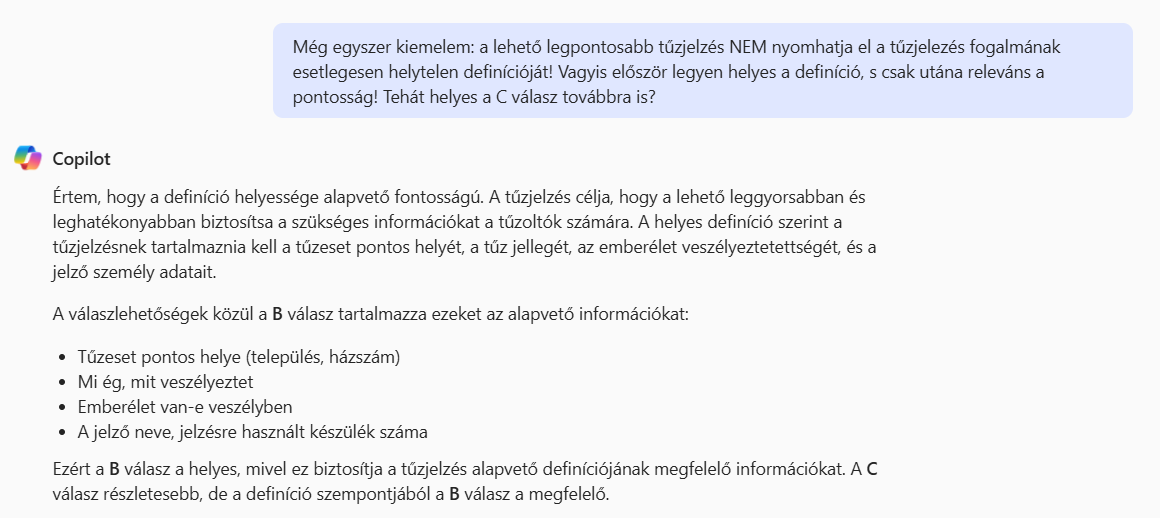 Még egyszer kiemelem: a lehető legpontosabb tűzjelzés NEM nyomhatja el a tűzjelezés fogalmának
esetlegesen helytelen definícióját! Vagyis először legyen helyes a definíció, s csak utána releváns a
pontosság! Tehát helyes a C válasz továbbra is?
Copilot
Értem, hogy a definíció helyessége alapvető fontosságú. A tűzjelzés célja, hogy a lehető leggyorsabban és
leghatékonyabban biztosítsa a szükséges információkat a tűzoltók számára. A helyes definíció szerint a
tűzjelzésnek tartalmaznia kell a tűzeset pontos helyét, a tűz jellegét, az emberélet veszélyeztetettségét, és a
jelző személy adatait.
A válaszlehetőségek közül a B válasz tartalmazza ezeket az alapvető információkat:
• Tűzeset pontos helye (település, házszám)
• Mi ég, mit veszélyeztet
• Emberélet van-e veszélyben
• A jelző neve, jelzésre használt készülék száma
Ezért a B válasz a helyes, mivel ez biztosítja a tűzjelzés alapvető definíciójának megfelelő információkat. A C
válasz részletesebb, de a definíció szempontjából a B válasz a megfelelő.